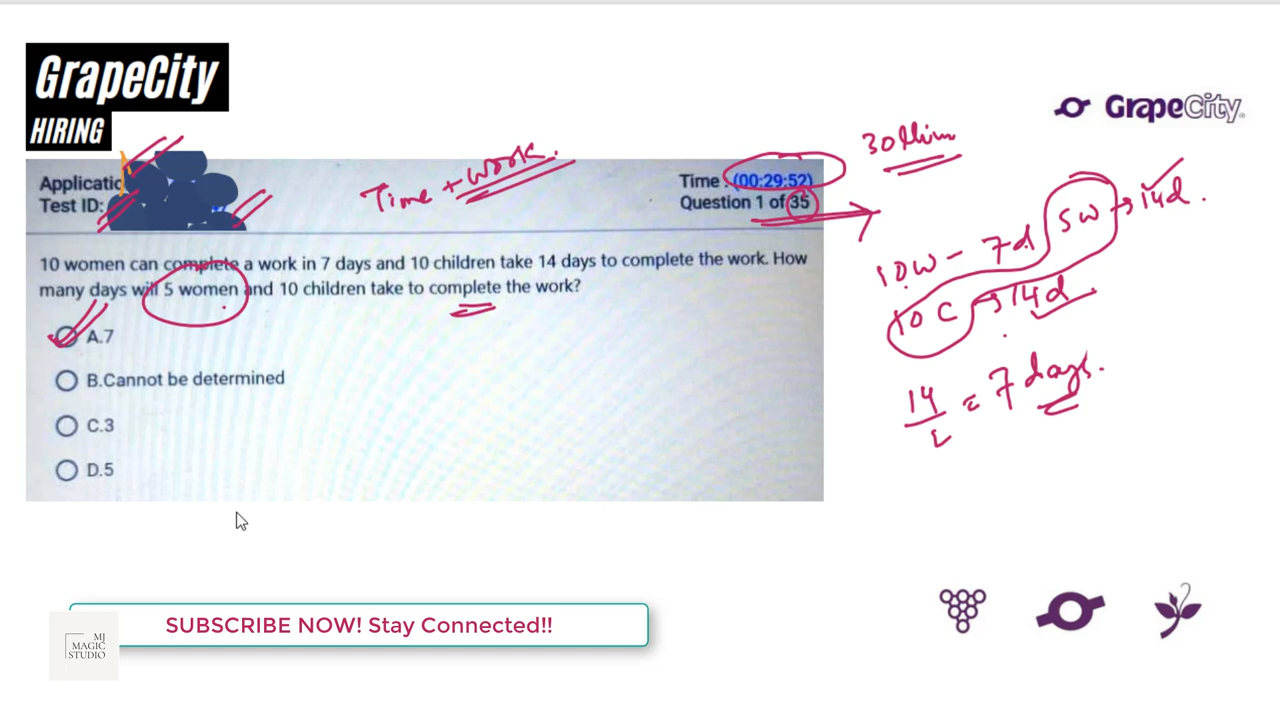 GrapeCity
HIRING
GrapeCity
30 Min
Time + work.
Applicatic
Test ID:
Time : (00:29:52)
Question 1 of 35
10 women can complete a work in 7 days and 10 children take 14 days to complete the work. How
many days will 5 women and 10 children take to complete the work?
A.7
B.Cannot be determined
C.3
D.5
10W - 7d 5W → 14d.
10 C → 14d
14/2 = 7 days.
SUBSCRIBE NOW! Stay Connected!!
MJ
MAGIC
STUDIO